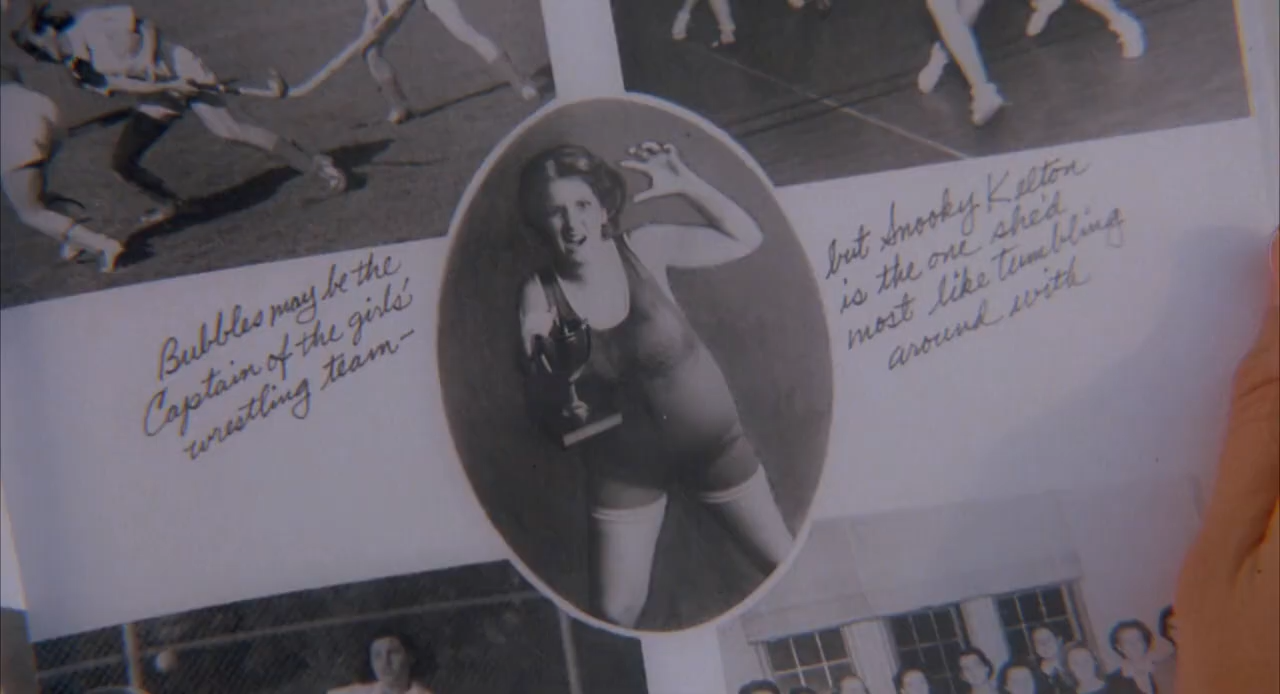 Bubbles may be the
Captain of the girls'
wrestling team-
but Snooky Kelton
is the one she'd
most like tumbling
around with